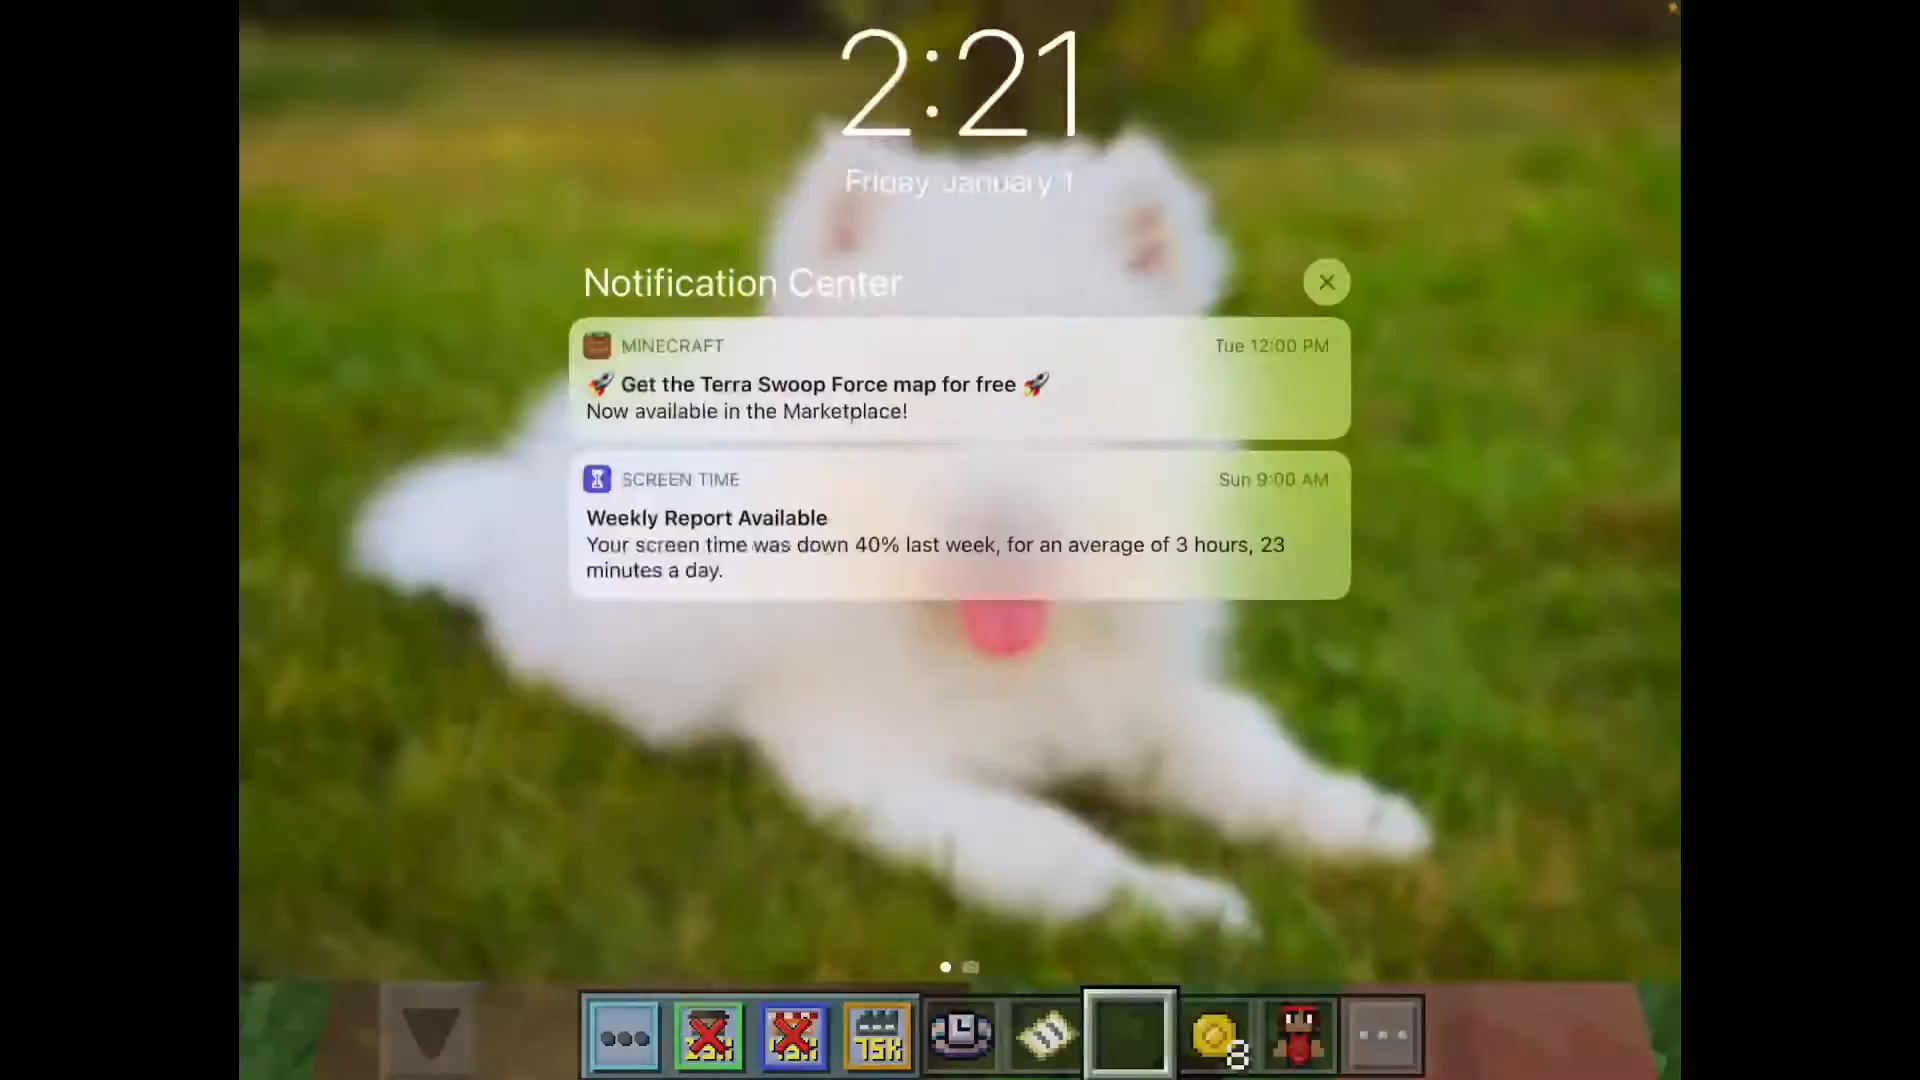 2:21
Friday January 1
Notification Center
MINECRAFT
Tue 12:00 PM
🚀 Get the Terra Swoop Force map for free 🚀
Now available in the Marketplace!
SCREEN TIME
Sun 9:00 AM
Weekly Report Available
Your screen time was down 40% last week, for an average of 3 hours, 23
minutes a day.
75K
8